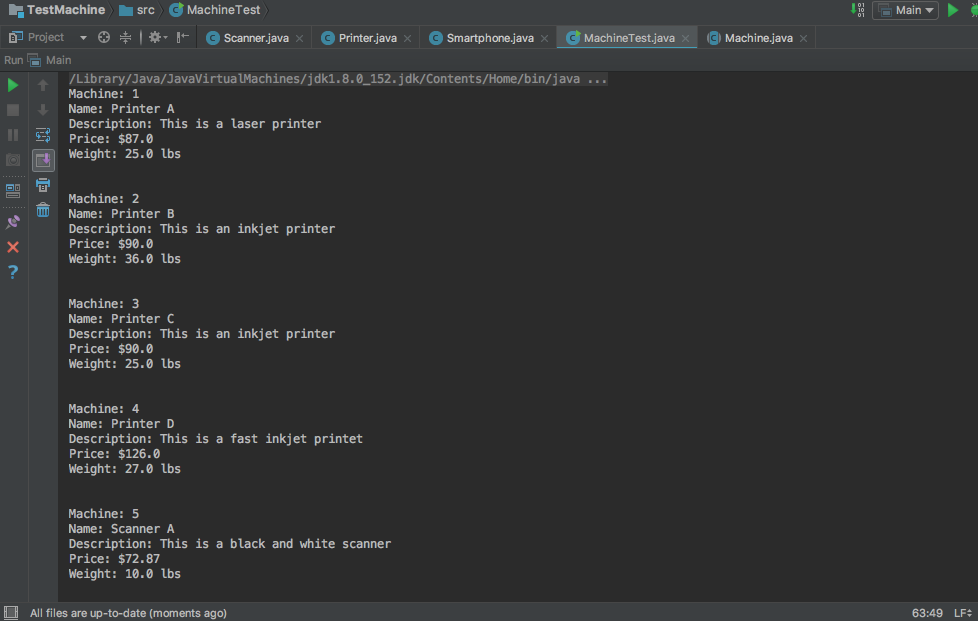 TestMachine src MachineTest Main
Project Scanner.java Printer.java Smartphone.java MachineTest.java Machine.java
Run Main
/Library/Java/JavaVirtualMachines/jdk1.8.0_152.jdk/Contents/Home/bin/java ...
Machine: 1
Name: Printer A
Description: This is a laser printer
Price: $87.0
Weight: 25.0 lbs
Machine: 2
Name: Printer B
Description: This is an inkjet printer
Price: $90.0
Weight: 36.0 lbs
Machine: 3
Name: Printer C
Description: This is an inkjet printer
Price: $90.0
Weight: 25.0 lbs
Machine: 4
Name: Printer D
Description: This is a fast inkjet printet
Price: $126.0
Weight: 27.0 lbs
Machine: 5
Name: Scanner A
Description: This is a black and white scanner
Price: $72.87
Weight: 10.0 lbs
All files are up-to-date (moments ago) 63:49 LF